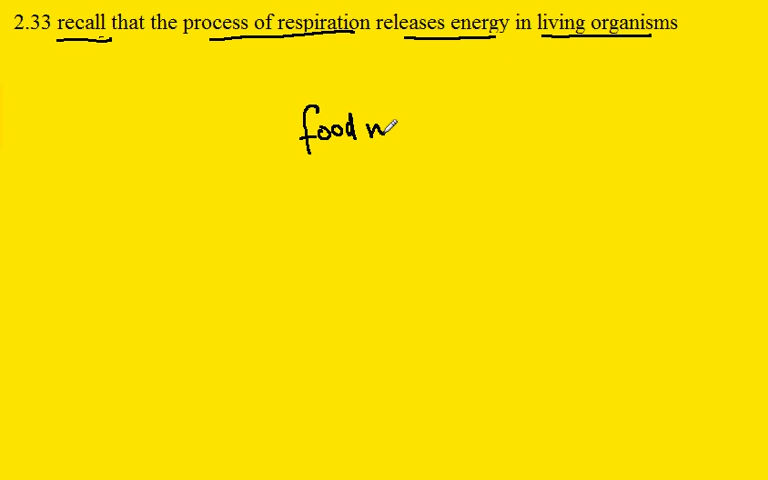 2.33 recall that the process of respiration releases energy in living organisms
food